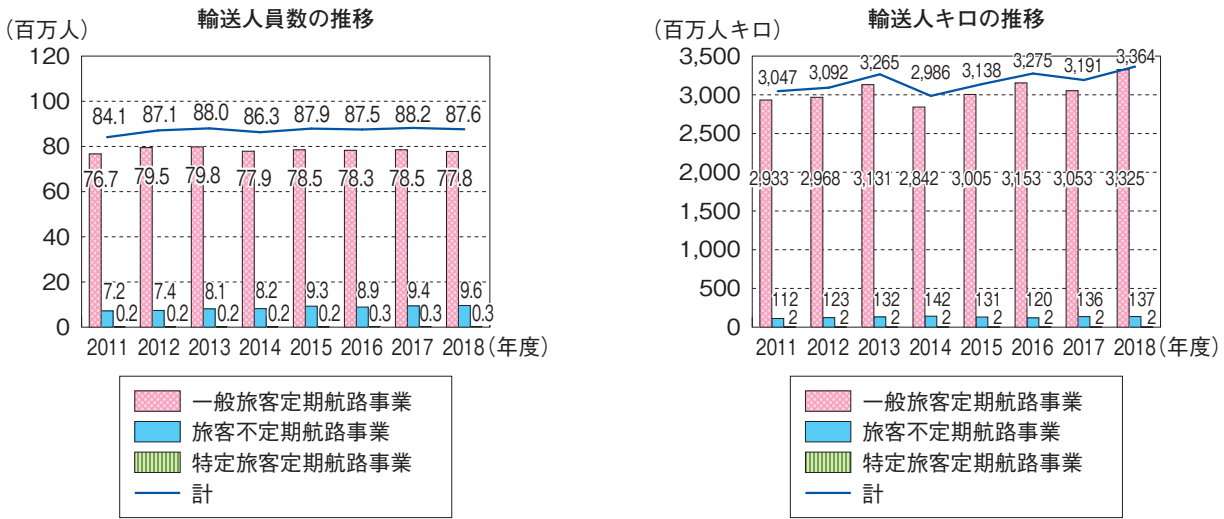 輸送人員数の推移
（百万人）
120
100
80
60
40
20
0
84.1 87.1 88.0 86.3 87.9 87.5 88.2 87.6
76.7 79.5 79.8 77.9 78.5 78.3 78.5 77.8
7.2 7.4 8.1 8.2 9.3 8.9 9.4 9.6
0.2 0.2 0.2 0.2 0.2 0.3 0.3 0.3
2011 2012 2013 2014 2015 2016 2017 2018（年度）
一般旅客定期航路事業
旅客不定期航路事業
特定旅客定期航路事業
計
輸送人キロの推移
（百万人キロ）
3,500
3,000
2,500
2,000
1,500
1,000
500
0
3,047 3,092 3,265 2,986 3,138 3,275 3,191 3,364
2,933 2,968 3,131 2,842 3,005 3,153 3,053 3,325
112 123 132 142 131 120 136 137
2 2 2 2 2 2 2 2
2011 2012 2013 2014 2015 2016 2017 2018（年度）
一般旅客定期航路事業
旅客不定期航路事業
特定旅客定期航路事業
計